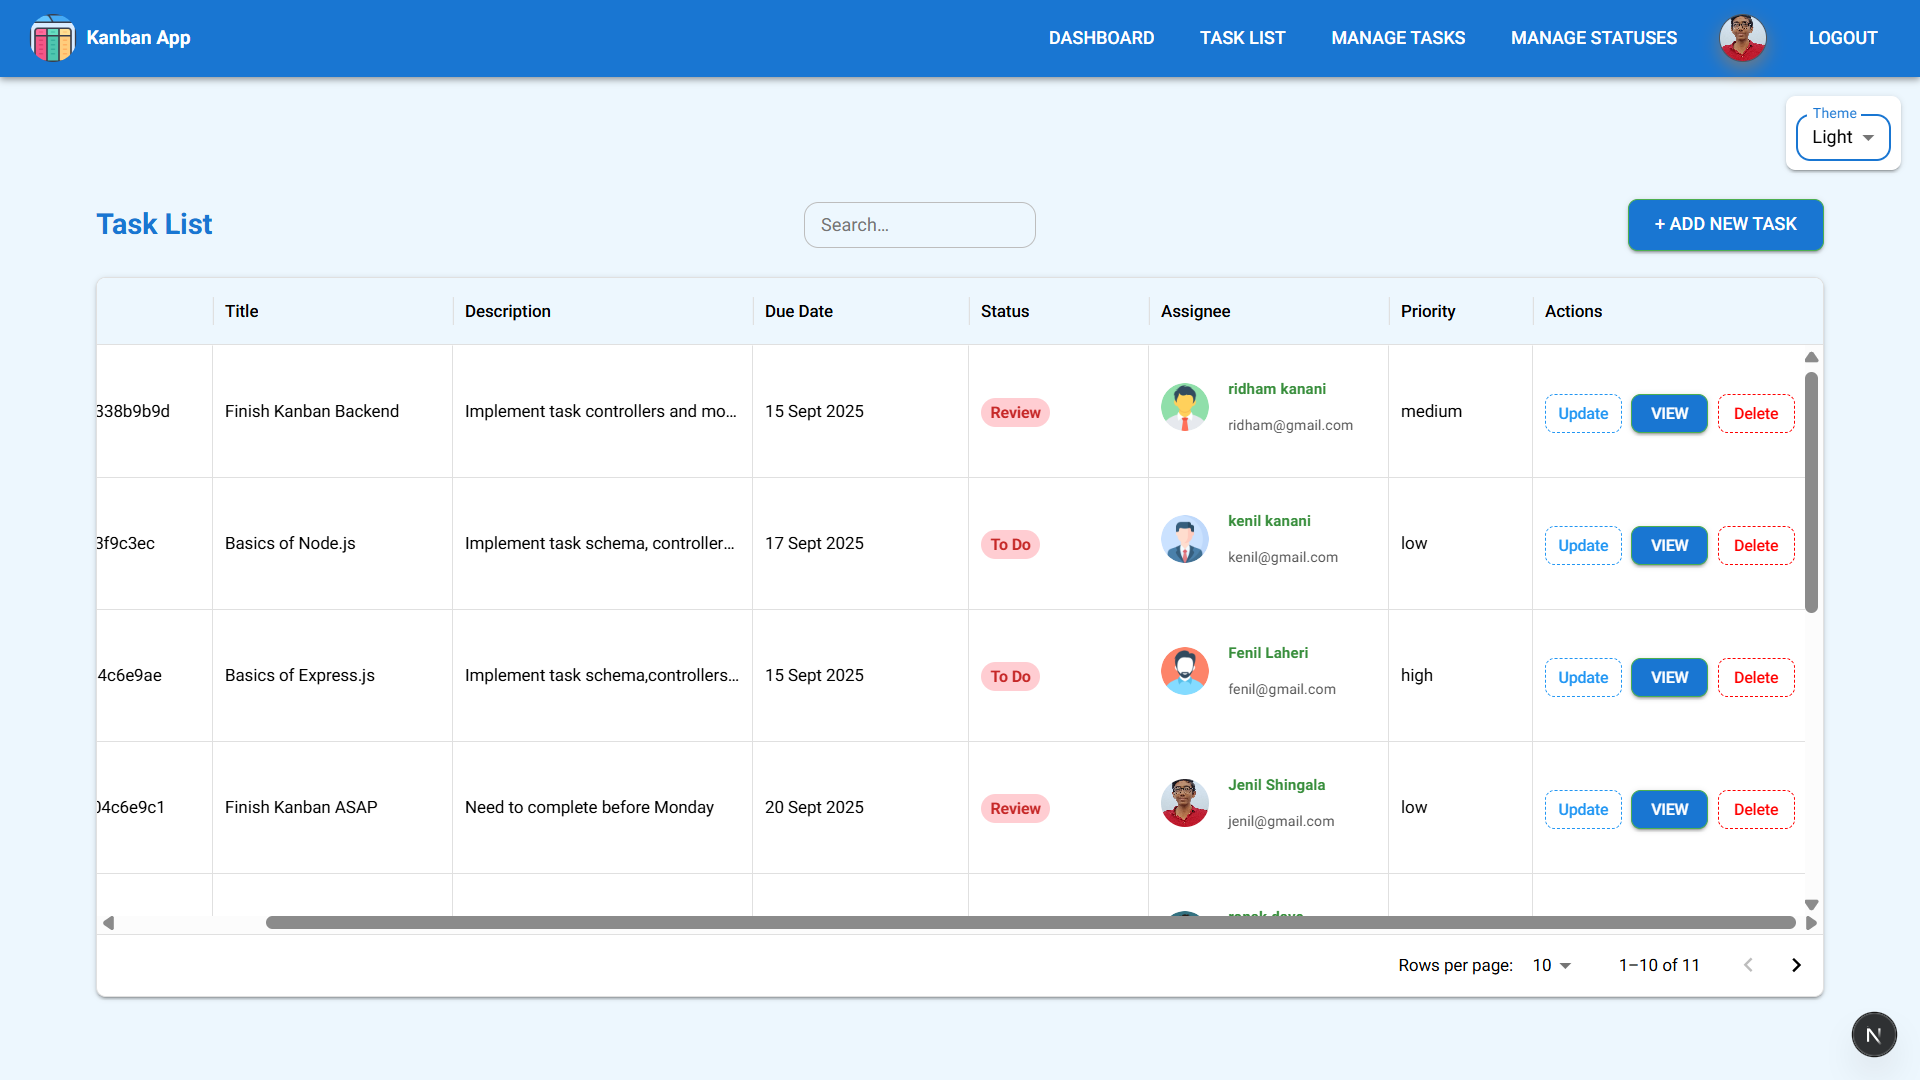 Kanban App
DASHBOARD
TASK LIST
MANAGE TASKS
MANAGE STATUSES
LOGOUT
Theme
Light
Task List
Search…
+ ADD NEW TASK
Title
Description
Due Date
Status
Assignee
Priority
Actions
338b9b9d
Finish Kanban Backend
Implement task controllers and mo…
15 Sept 2025
Review
ridham kanani
ridham@gmail.com
medium
Update
VIEW
Delete
3f9c3ec
Basics of Node.js
Implement task schema, controller…
17 Sept 2025
To Do
kenil kanani
kenil@gmail.com
low
Update
VIEW
Delete
4c6e9ae
Basics of Express.js
Implement task schema,controllers…
15 Sept 2025
To Do
Fenil Laheri
fenil@gmail.com
high
Update
VIEW
Delete
04c6e9c1
Finish Kanban ASAP
Need to complete before Monday
20 Sept 2025
Review
Jenil Shingala
jenil@gmail.com
low
Update
VIEW
Delete
Rows per page:
10
1–10 of 11
N